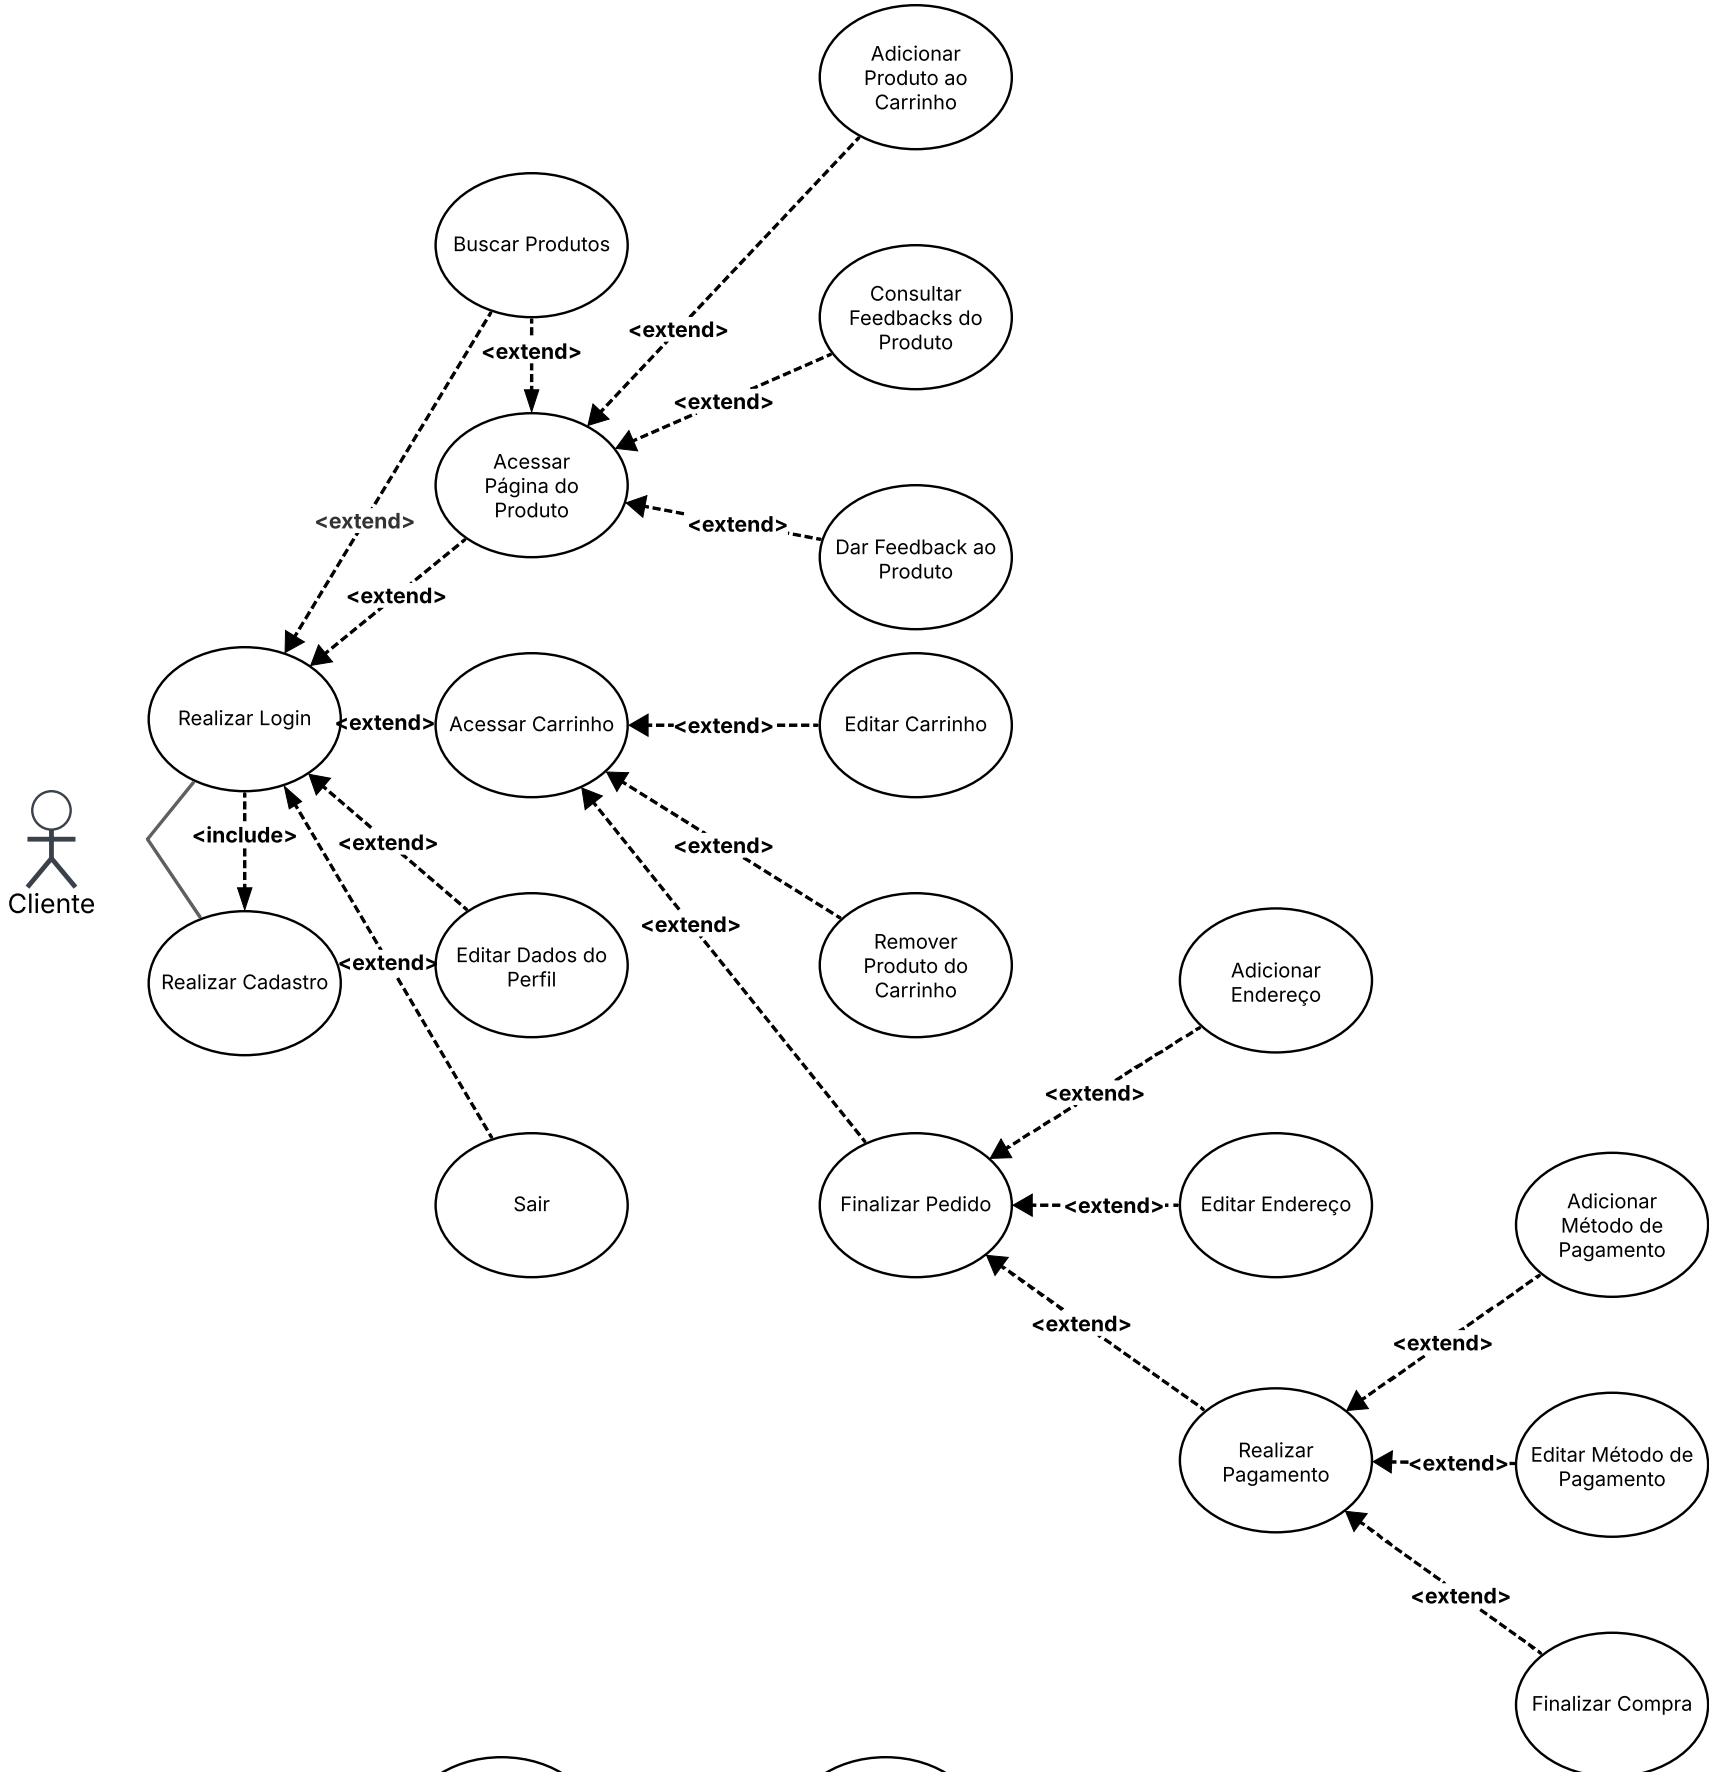 Adicionar
Produto ao
Carrinho
Buscar Produtos
Consultar
Feedbacks do
Produto
<extend>
<extend>
<extend>
Acessar
Página do
Produto
<extend>
<extend>
Dar Feedback ao
Produto
<extend>
Realizar Login
<extend>
Acessar Carrinho
<extend>
Editar Carrinho
<include>
<extend>
<extend>
Cliente
<extend>
Realizar Cadastro
<extend>
Editar Dados do
Perfil
Remover
Produto do
Carrinho
Adicionar
Endereço
<extend>
Sair
Finalizar Pedido
<extend>
Editar Endereço
Adicionar
Método de
Pagamento
<extend>
<extend>
Realizar
Pagamento
<extend>
Editar Método de
Pagamento
<extend>
Finalizar Compra